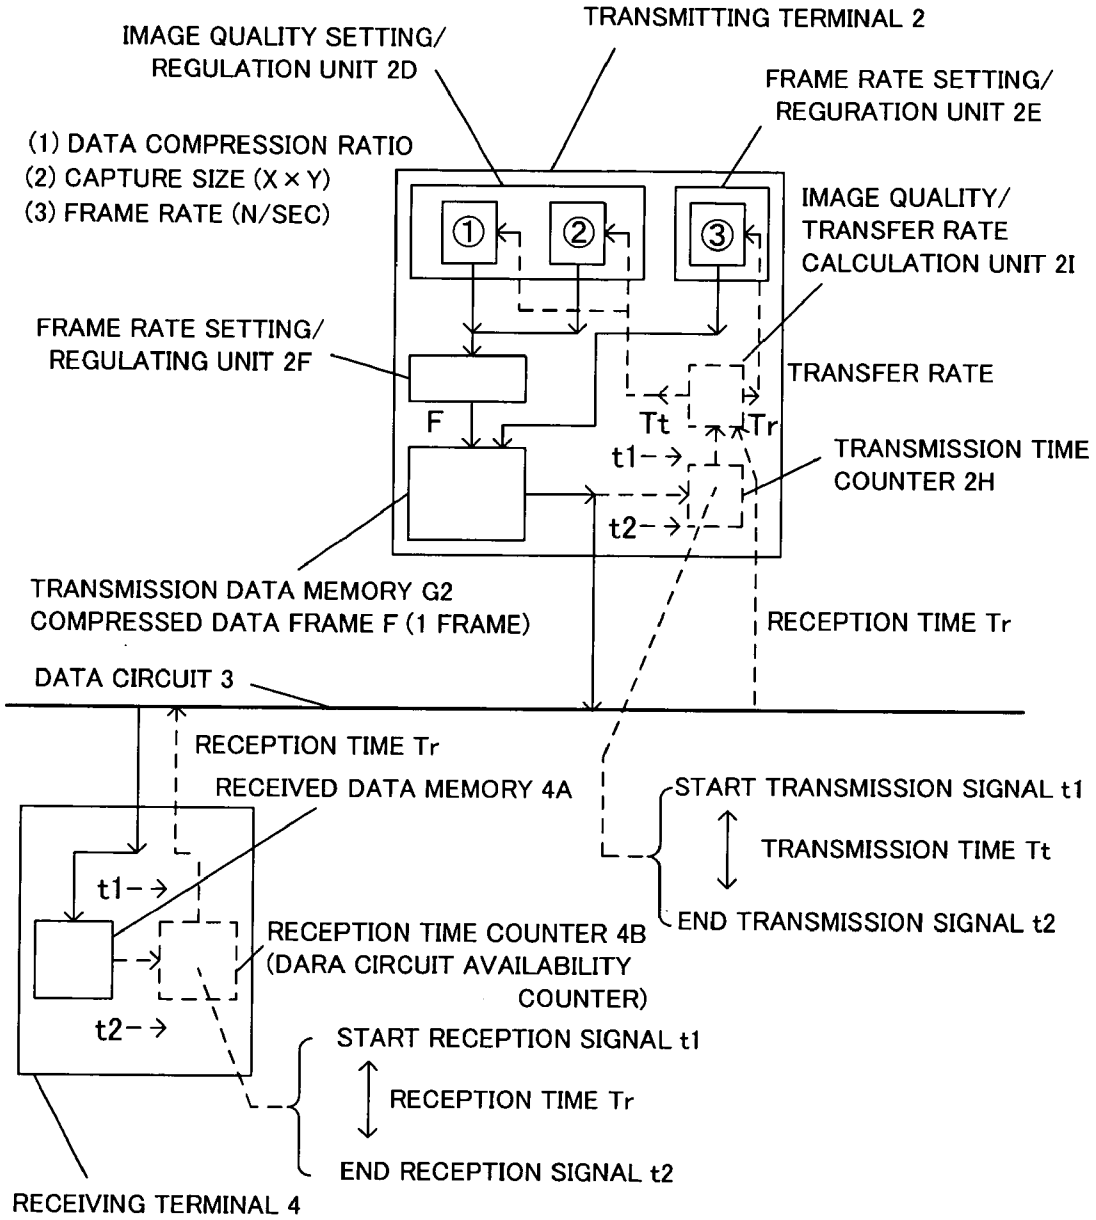 TRANSMITTING TERMINAL 2
IMAGE QUALITY SETTING/
REGULATION UNIT 2D
FRAME RATE SETTING/
REGURATION UNIT 2E
(1) DATA COMPRESSION RATIO
(2) CAPTURE SIZE (X × Y)
(3) FRAME RATE (N/SEC)
① ② ③
IMAGE QUALITY/
TRANSFER RATE
CALCULATION UNIT 2I
FRAME RATE SETTING/
REGULATING UNIT 2F
TRANSFER RATE
F
Tt
Tr
t1
TRANSMISSION TIME
COUNTER 2H
t2
TRANSMISSION DATA MEMORY G2
COMPRESSED DATA FRAME F (1 FRAME)
RECEPTION TIME Tr
DATA CIRCUIT 3
RECEPTION TIME Tr
RECEIVED DATA MEMORY 4A
START TRANSMISSION SIGNAL t1
TRANSMISSION TIME Tt
END TRANSMISSION SIGNAL t2
t1
RECEPTION TIME COUNTER 4B
(DARA CIRCUIT AVAILABILITY
COUNTER)
t2
START RECEPTION SIGNAL t1
RECEPTION TIME Tr
END RECEPTION SIGNAL t2
RECEIVING TERMINAL 4